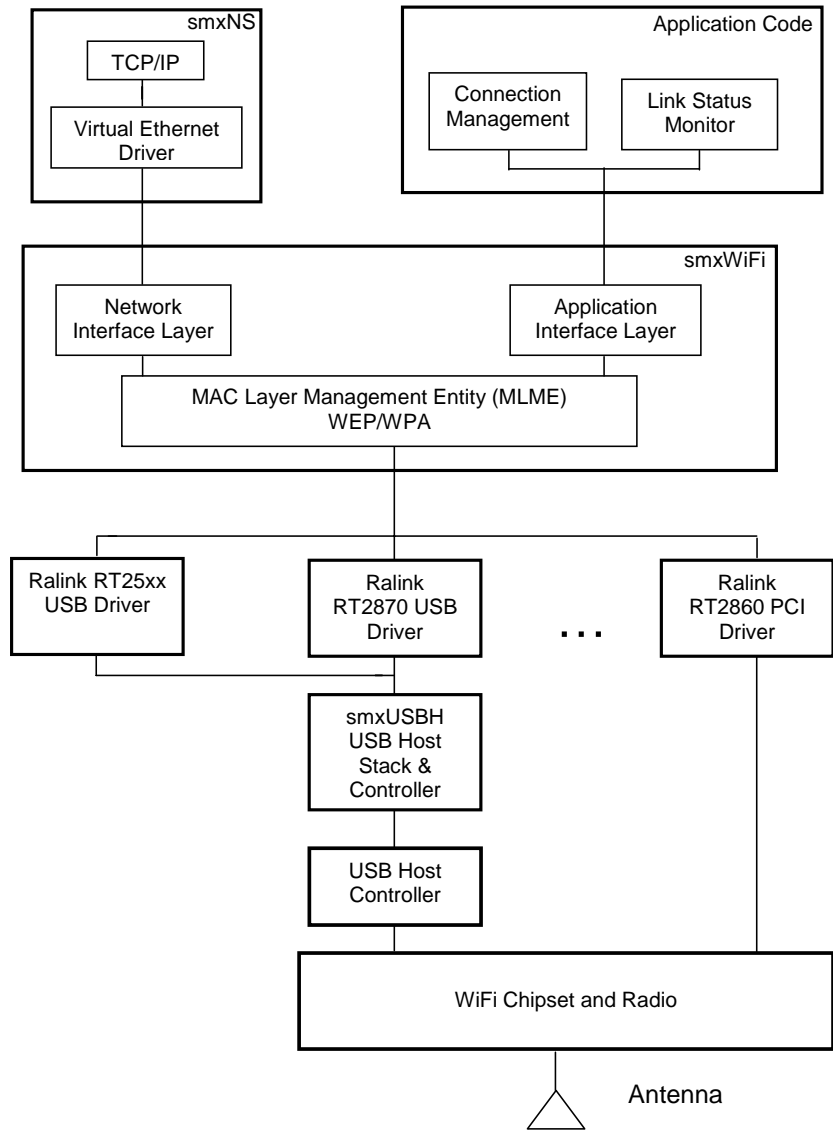 smxNS
TCP/IP
Virtual Ethernet
Driver
Application Code
Connection
Management
Link Status
Monitor
smxWiFi
Network
Interface Layer
Application
Interface Layer
MAC Layer Management Entity (MLME)
WEP/WPA
Ralink RT25xx
USB Driver
Ralink
RT2870 USB
Driver
...
Ralink
RT2860 PCI
Driver
smxUSBH
USB Host
Stack &
Controller
USB Host
Controller
WiFi Chipset and Radio
Antenna